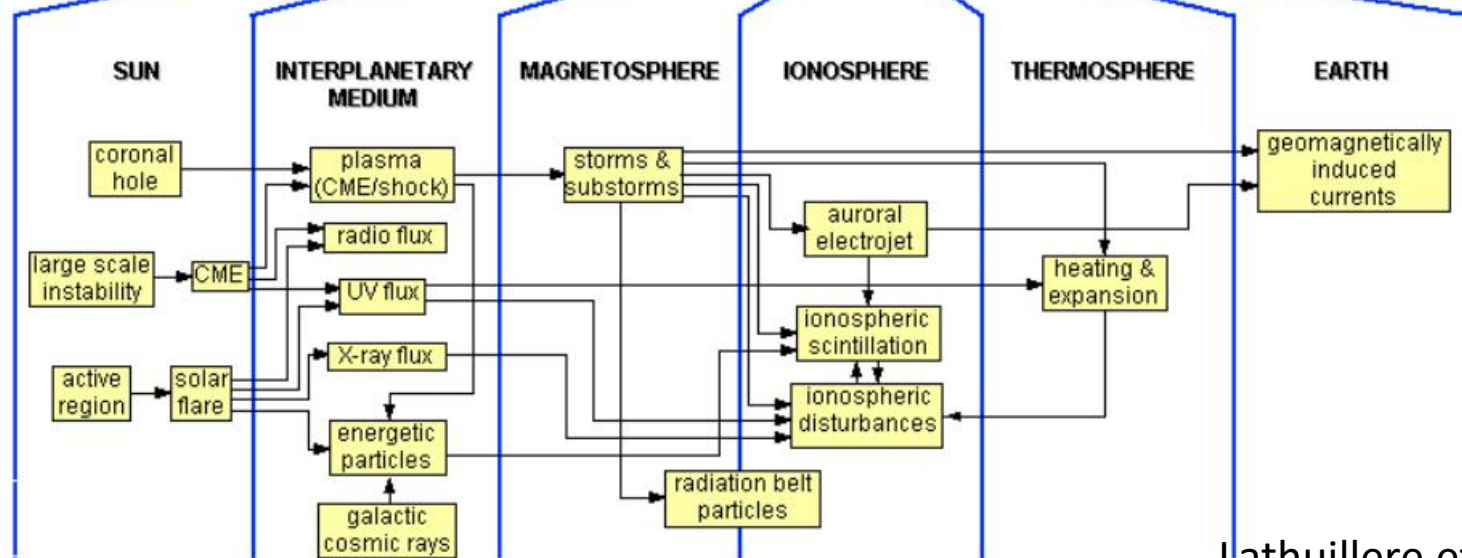 SUN
INTERPLANETARY
MEDIUM
MAGNETOSPHERE
IONOSPHERE
THERMOSPHERE
EARTH
coronal
hole
large scale
instability
CME
active
region
solar
flare
plasma
(CME/shock)
radio flux
UV flux
X-ray flux
energetic
particles
galactic
cosmic rays
storms &
substorms
radiation belt
particles
auroral
electrojet
ionospheric
scintillation
ionospheric
disturbances
heating &
expansion
geomagnetically
induced
currents